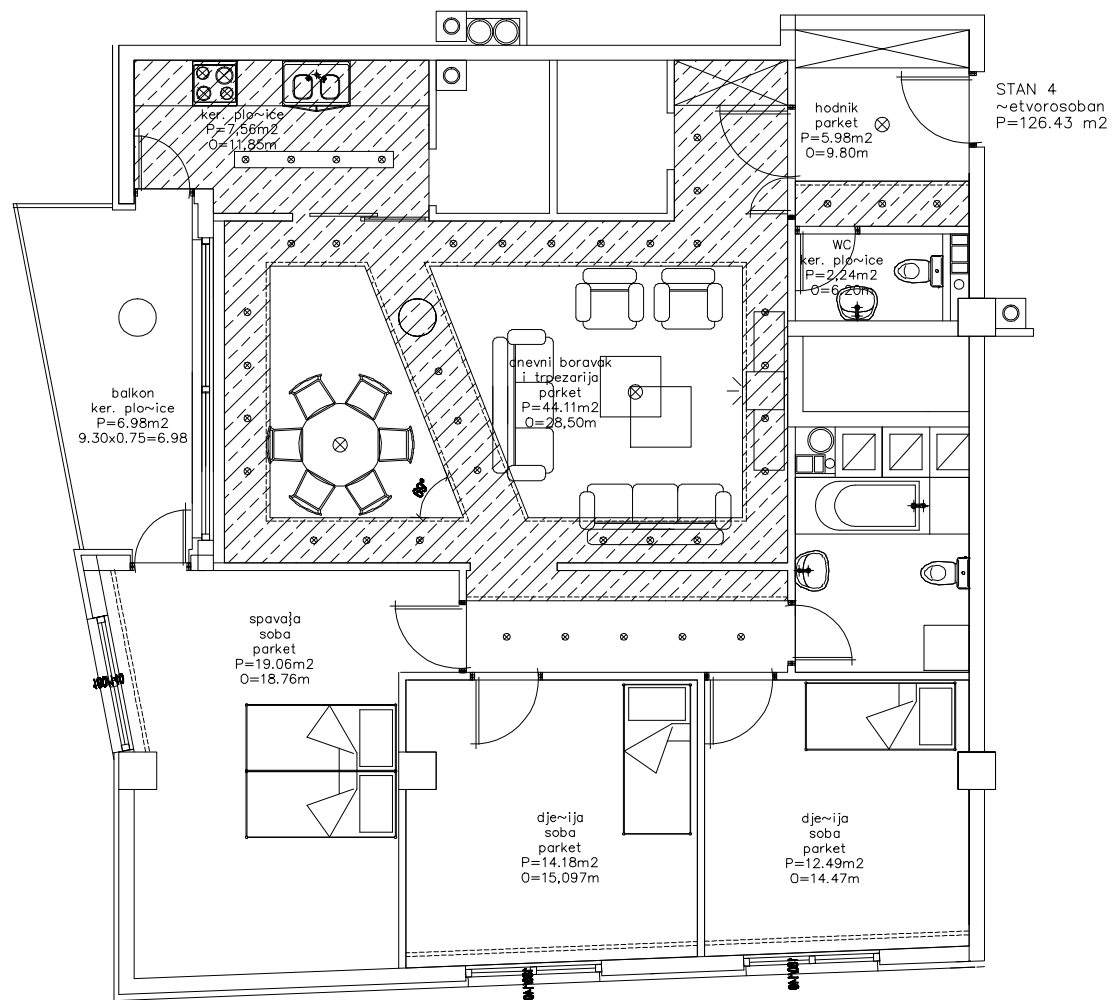 STAN 4
~etvorosoban
P=126.43 m2
ker. plo~ice
P=7,56m2
O=11,85m
hodnik
parket
P=5.98m2
O=9.80m
WC
ker. plo~ice
P=2,24m2
O=6.20m
dnevni boravak
i trpezarija
parket
P=44.11m2
O=28,50m
balkon
ker. plo~ice
P=6.98m2
9.30x0.75=6.98
spava}a
soba
parket
P=19.06m2
O=18.76m
dje~ija
soba
parket
P=14.18m2
O=15,097m
dje~ija
soba
parket
P=12.49m2
O=14.47m